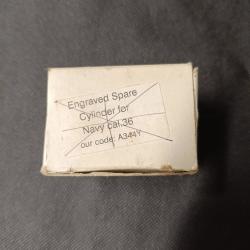 Engraved Spare
Cylinder for
Navy cal.36
our code: A344Y